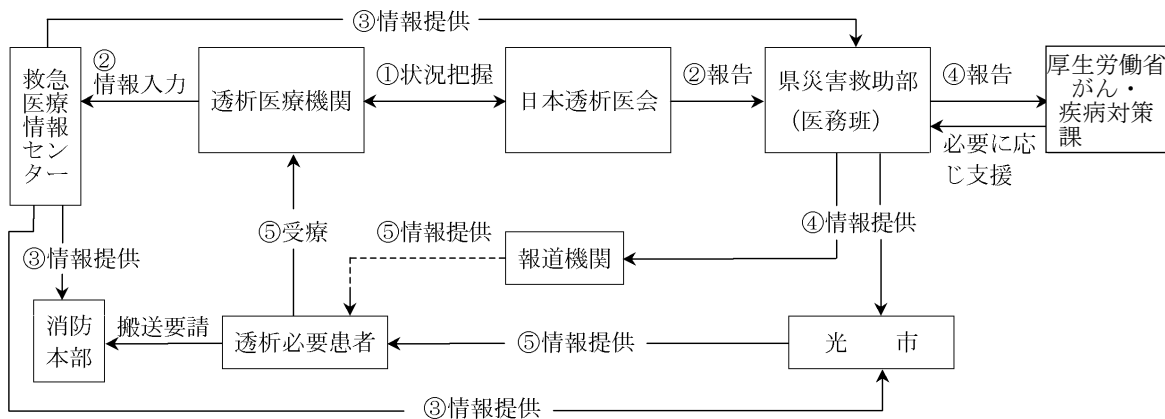 ③情報提供
救急
医療
情報
センター
②
情報入力
透析医療機関
①状況把握
日本透析医会
②報告
県災害救助部
（医務班）
④報告
厚生労働省
がん・
疾病対策
課
必要に応
じ支援
③情報提供
⑤受療
⑤情報提供
報道機関
④情報提供
消防
本部
搬送要請
透析必要患者
⑤情報提供
光　　市
③情報提供